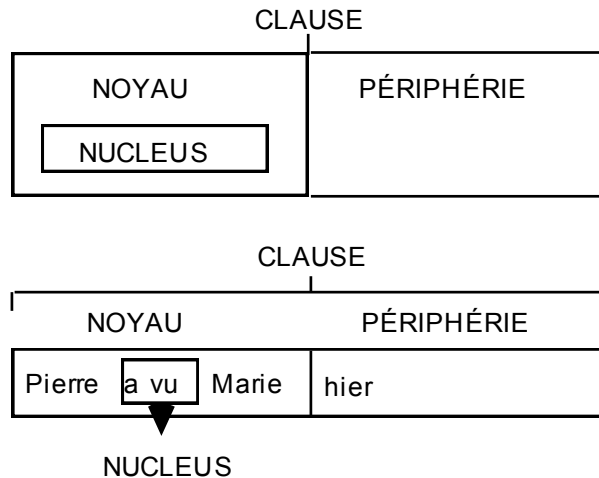 CLAUSE
NOYAU PÉRIPHÉRIE
NUCLEUS
CLAUSE
NOYAU PÉRIPHÉRIE
Pierre a vu Marie hier
NUCLEUS